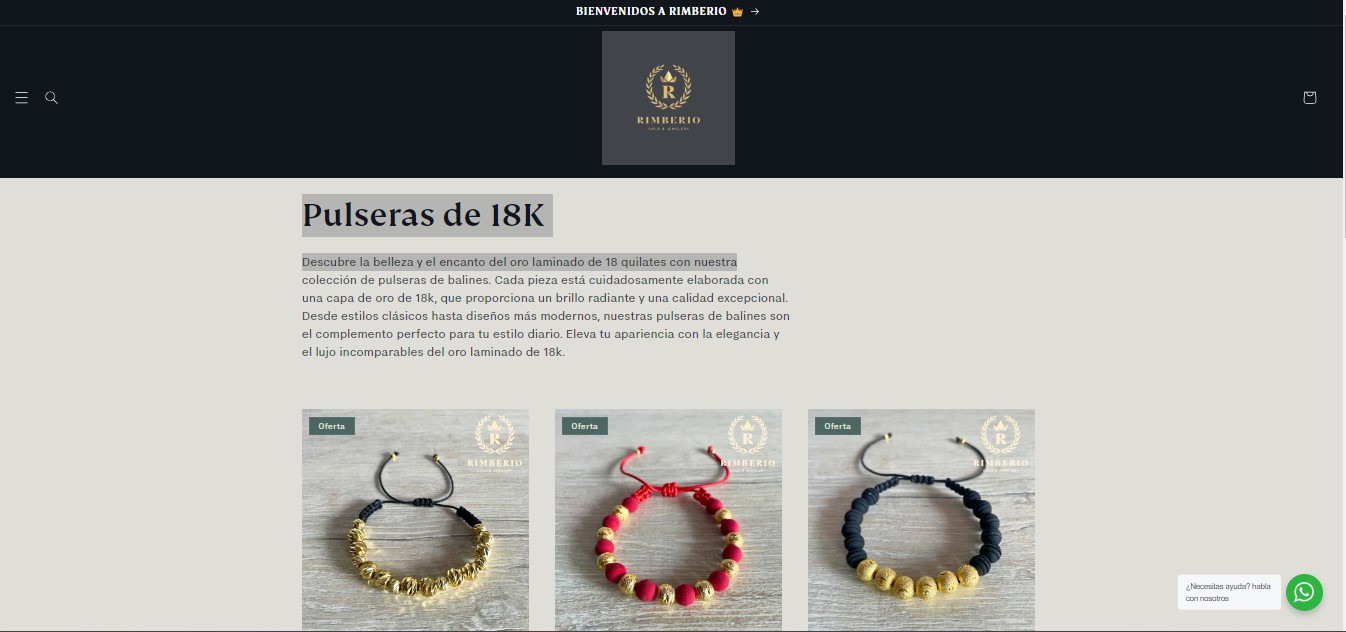 BIENVENIDOS A RIMBERIO
R
RIMBERIO
GOLD & JEWELRY
Pulseras de 18K
Descubre la belleza y el encanto del oro laminado de 18 quilates con nuestra
colección de pulseras de balines. Cada pieza está cuidadosamente elaborada con
una capa de oro de 18k, que proporciona un brillo radiante y una calidad excepcional.
Desde estilos clásicos hasta diseños más modernos, nuestras pulseras de balines son
el complemento perfecto para tu estilo diario. Eleva tu apariencia con la elegancia y
el lujo incomparables del oro laminado de 18k.
Oferta
R
RIMBERIO
Oferta
R
RIMBERIO
Oferta
R
RIMBERIO
¿Necesitas ayuda? habla
con nosotros